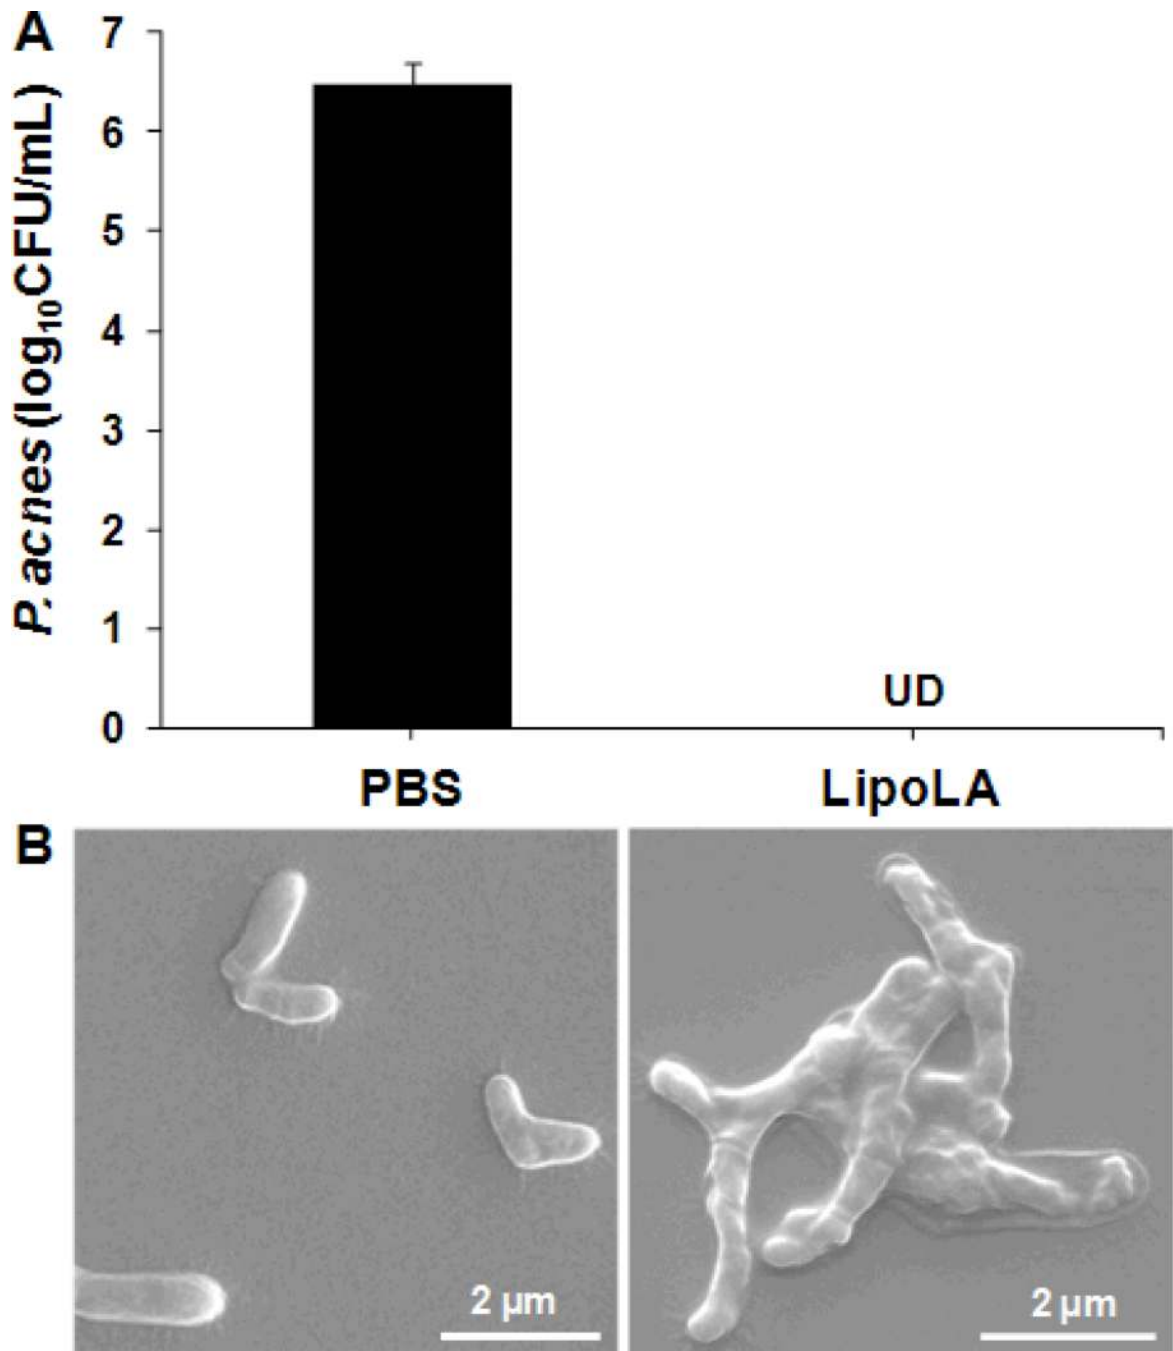 A
7
6
5
4
3
2
1
0
P. acnes (log₁₀CFU/mL)
UD
PBS
LipoLA
B
2 µm
2 µm